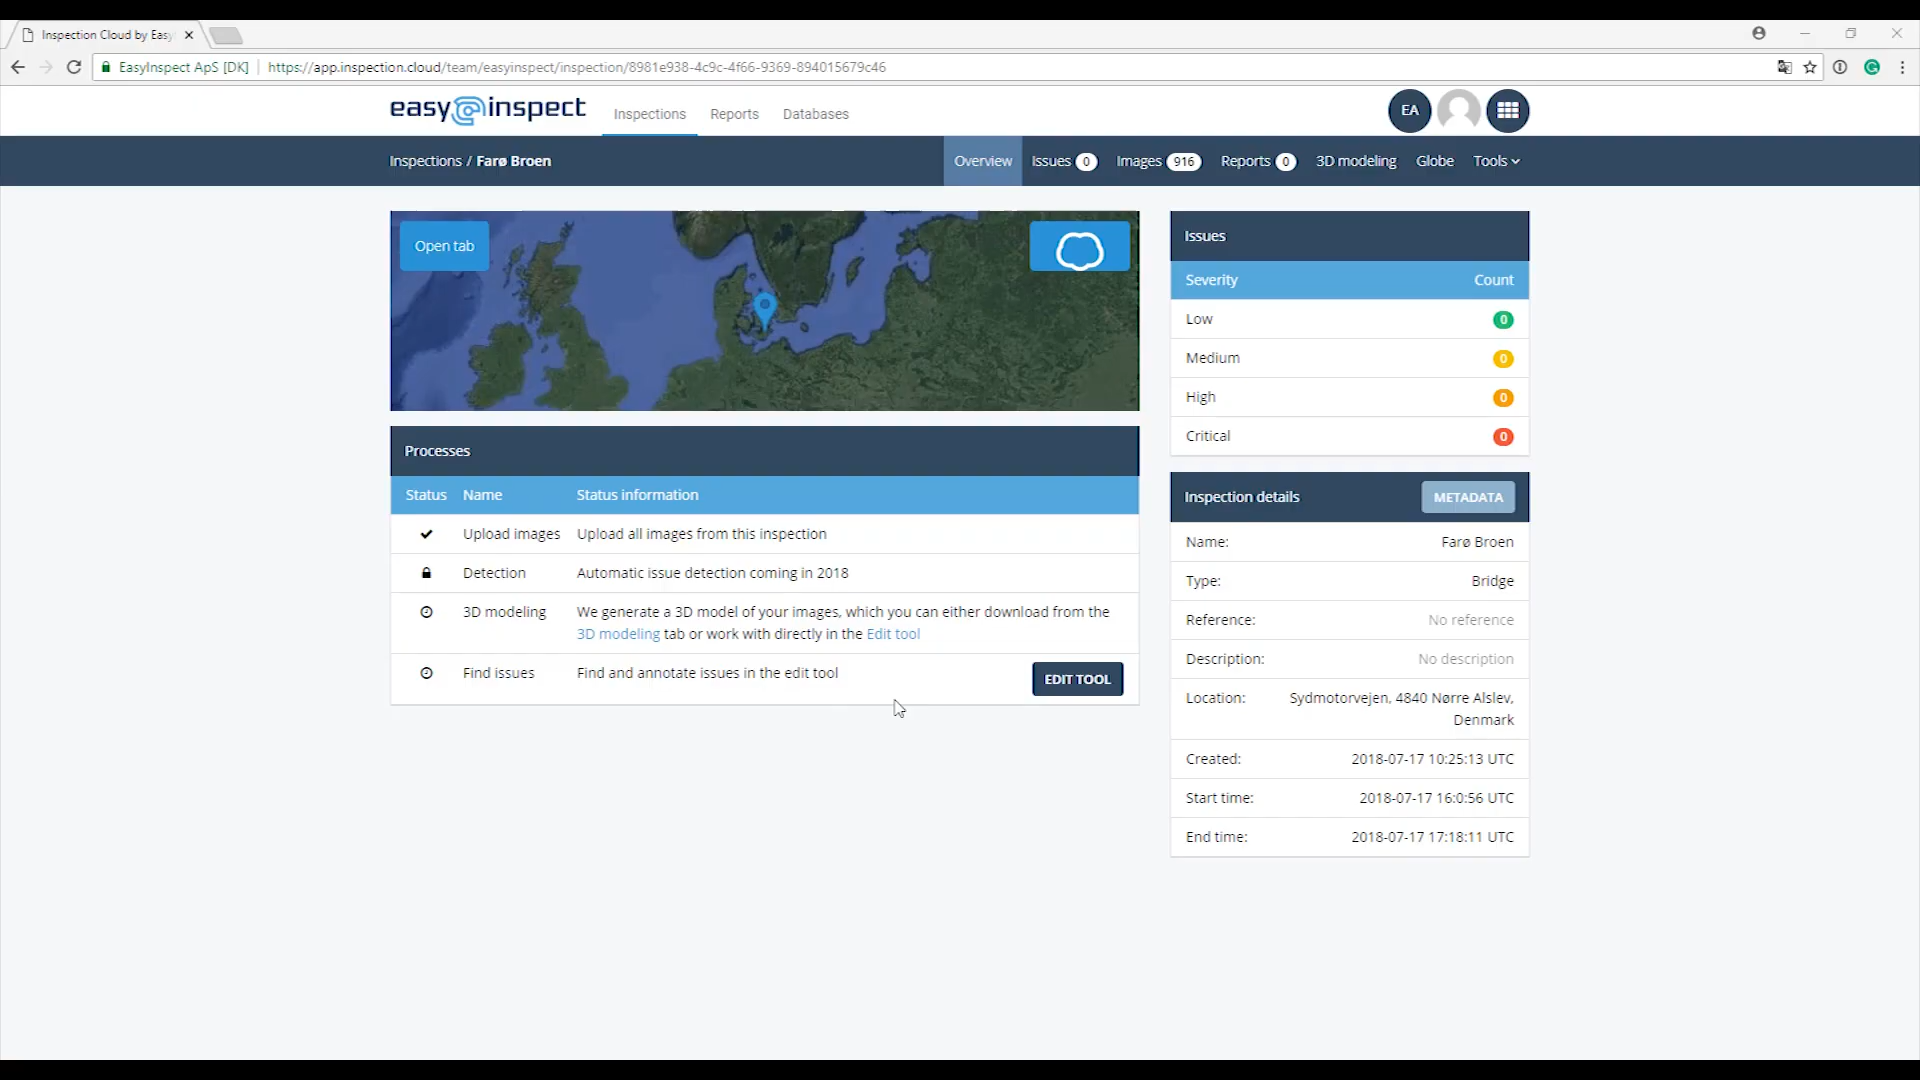 Inspection Cloud by Easy
EasyInspect ApS [DK]
https://app.inspection.cloud/team/easyinspect/inspection/8981e938-4c9c-4f66-9369-894015679c46
easy@inspect
Inspections
Reports
Databases
EA
Inspections / Farø Broen
Overview
Issues 0
Images 916
Reports 0
3D modeling
Globe
Tools
Open tab
Processes
Status Name Status information
Upload images Upload all images from this inspection
Detection Automatic issue detection coming in 2018
3D modeling We generate a 3D model of your images, which you can either download from the
3D modeling tab or work with directly in the Edit tool
Find issues Find and annotate issues in the edit tool
EDIT TOOL
Issues
Severity Count
Low 0
Medium 0
High 0
Critical 0
Inspection details METADATA
Name: Farø Broen
Type: Bridge
Reference: No reference
Description: No description
Location: Sydmotorvejen, 4840 Nørre Alslev,
Denmark
Created: 2018-07-17 10:25:13 UTC
Start time: 2018-07-17 16:0:56 UTC
End time: 2018-07-17 17:18:11 UTC